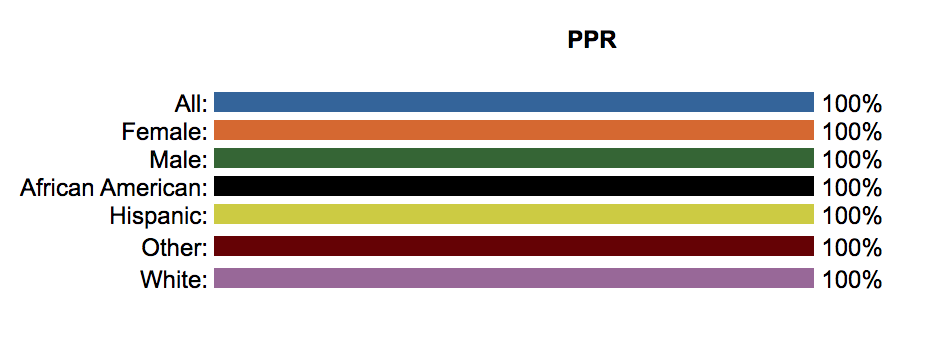 PPR
All: 100%
Female: 100%
Male: 100%
African American: 100%
Hispanic: 100%
Other: 100%
White: 100%